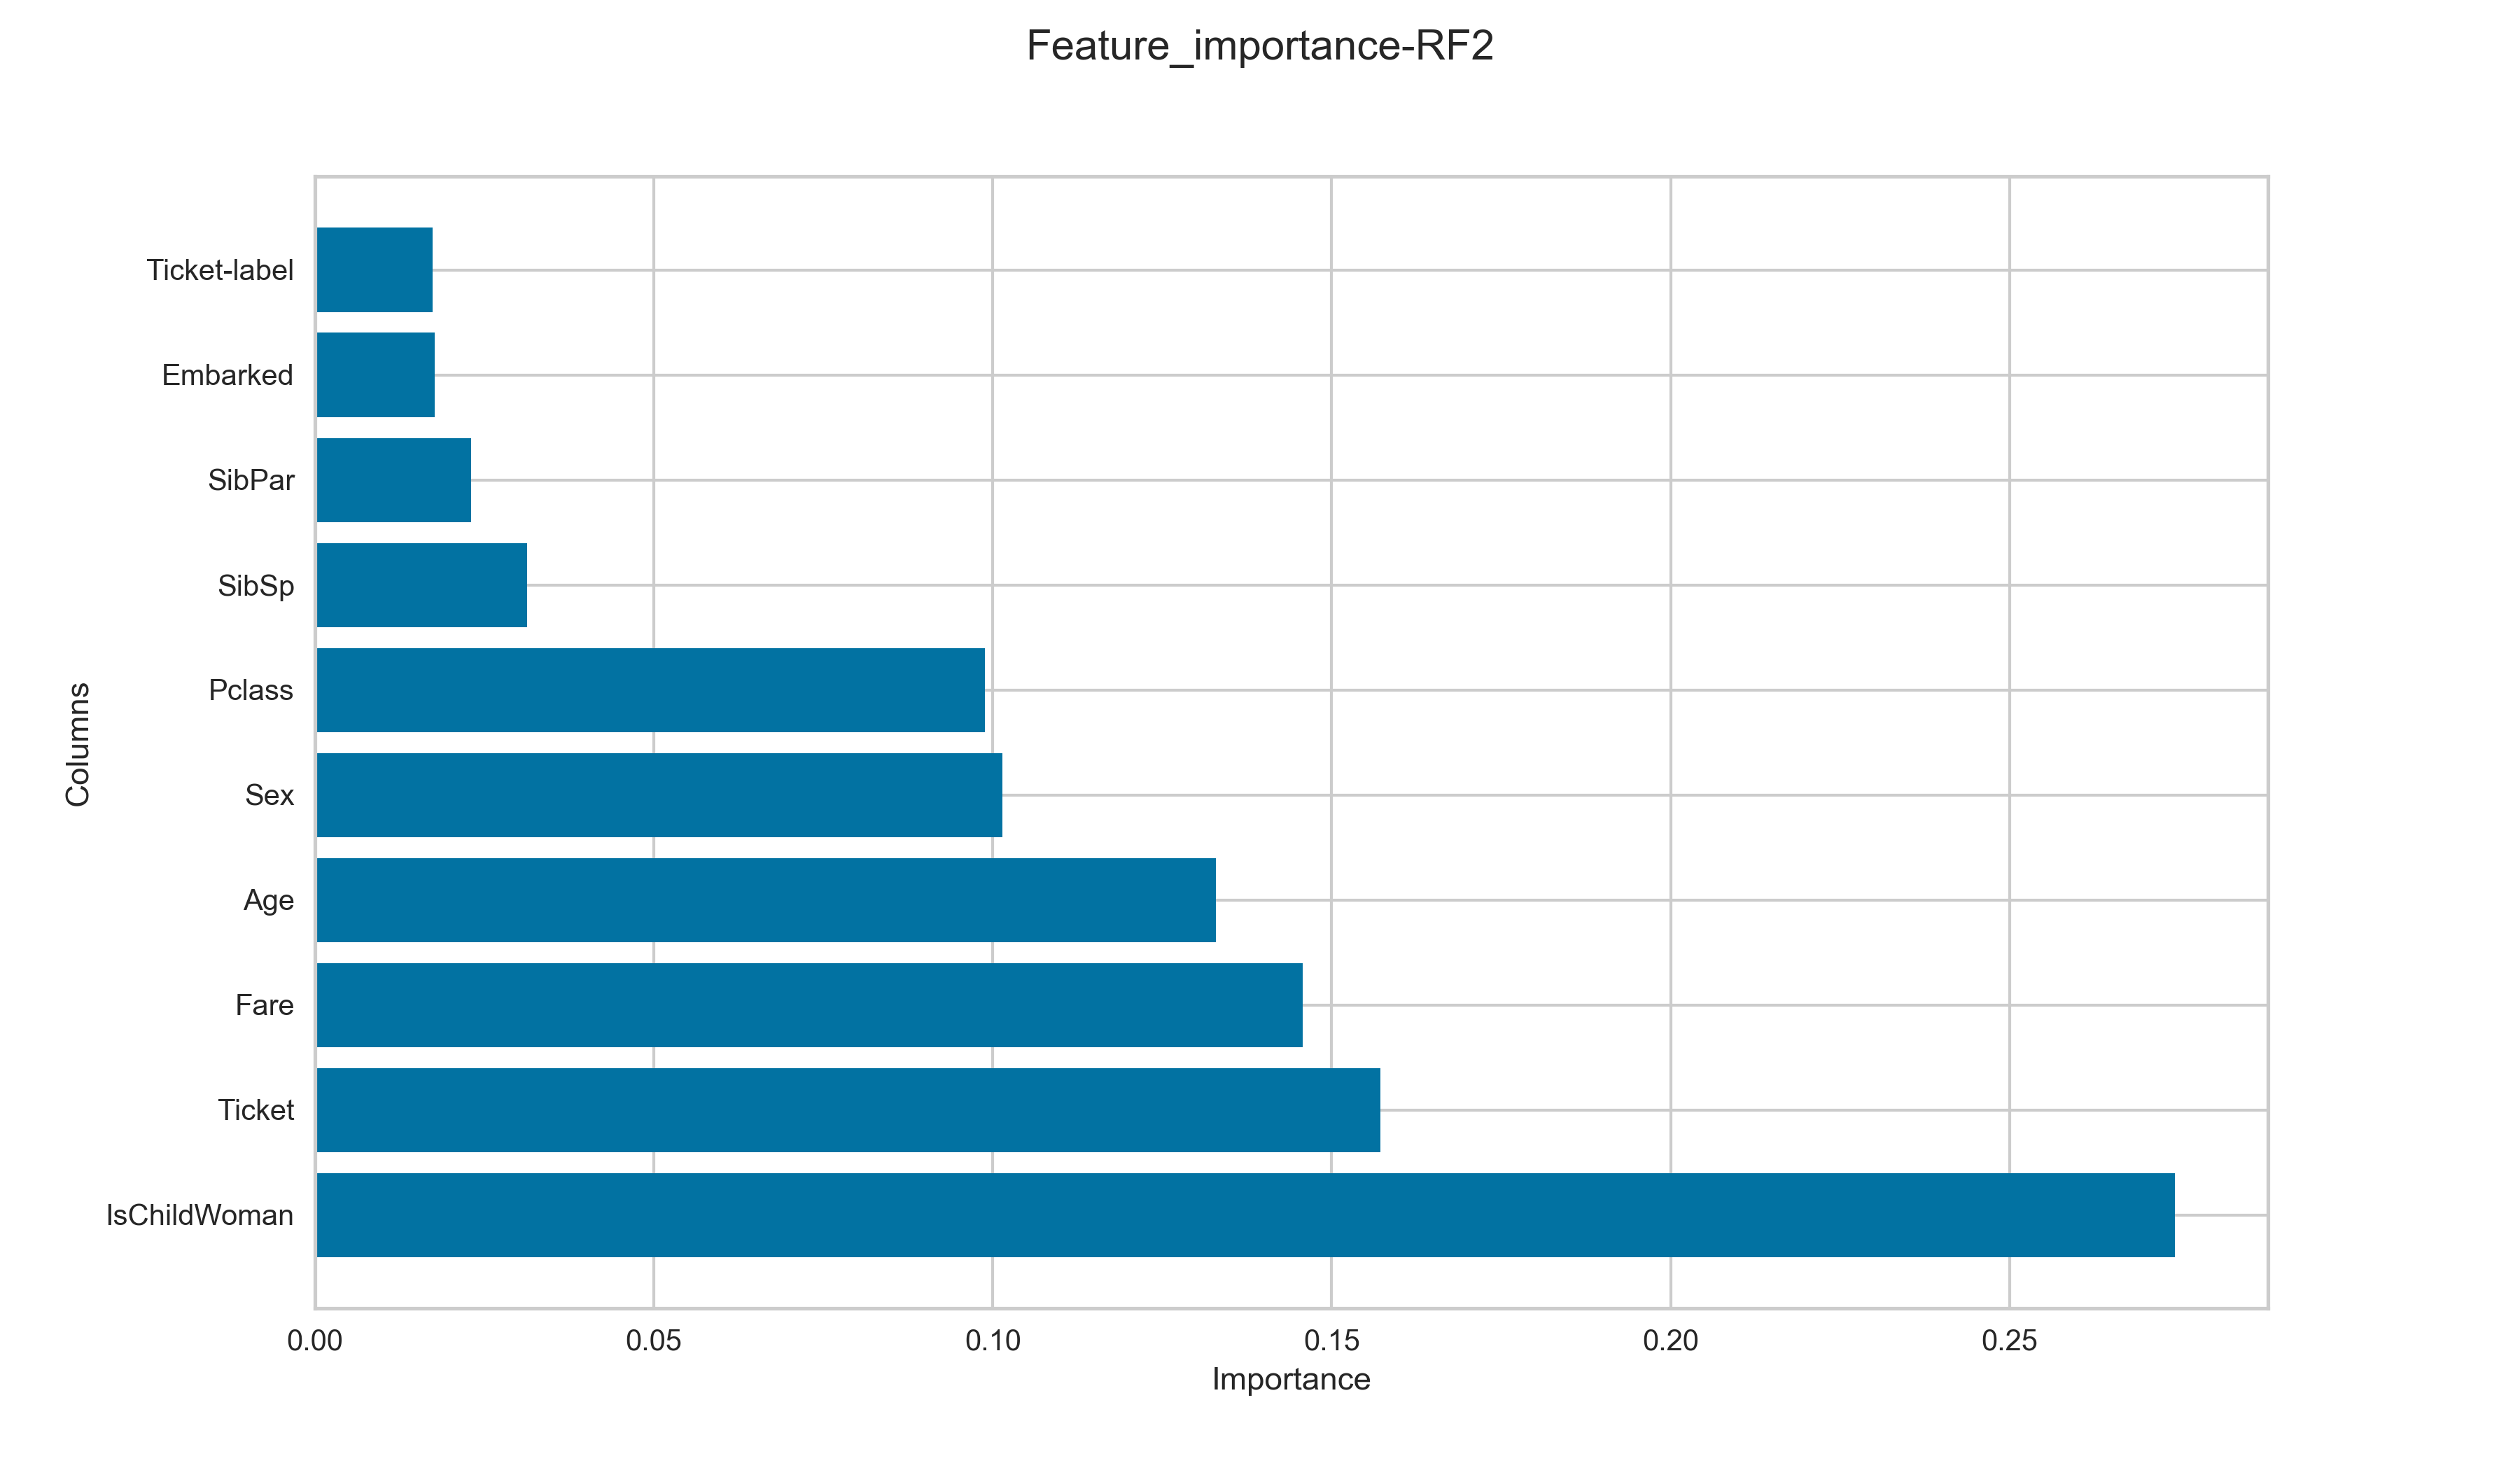 Feature_importance-RF2
Columns
Ticket-label
Embarked
SibPar
SibSp
Pclass
Sex
Age
Fare
Ticket
IsChildWoman
0.00 0.05 0.10 0.15 0.20 0.25
Importance